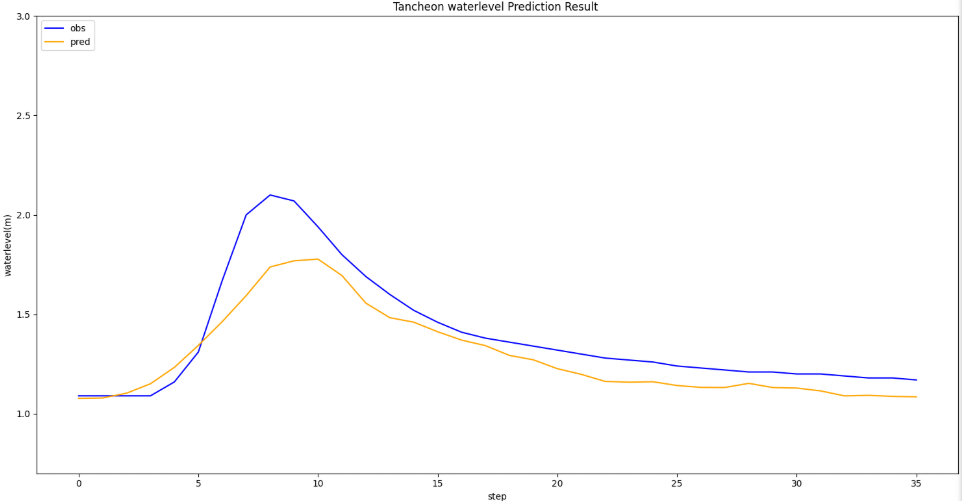 Tancheon waterlevel Prediction Result
obs
pred
3.0
2.5
2.0
1.5
1.0
waterlevel(m)
0 5 10 15 20 25 30 35
step